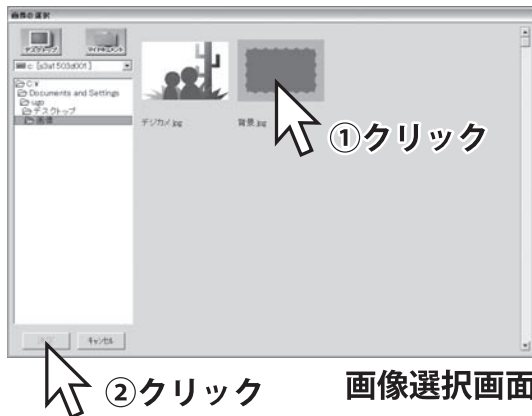 画像の選択
デスクトップ
マイドキュメント
c: [s3a1503d001]
C:¥
Documents and Settings
ugo
デスクトップ
画像
デジカメ.jpg
背景.jpg
①クリック
キャンセル
②クリック
画像選択画面